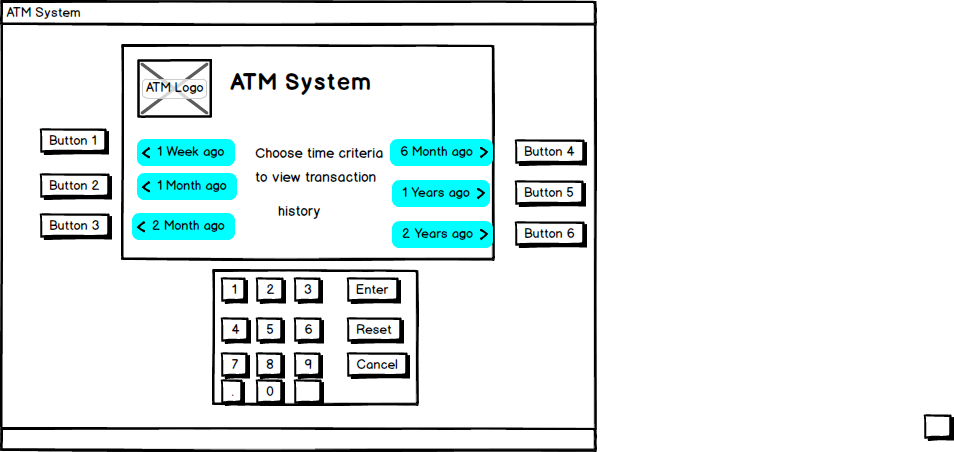 ATM System
ATM Logo
ATM System
Button 1
Button 2
Button 3
< 1 Week ago
< 1 Month ago
< 2 Month ago
Choose time criteria
to view transaction
history
6 Month ago >
1 Years ago >
2 Years ago >
Button 4
Button 5
Button 6
1 2 3 Enter
4 5 6 Reset
7 8 9 Cancel
. 0